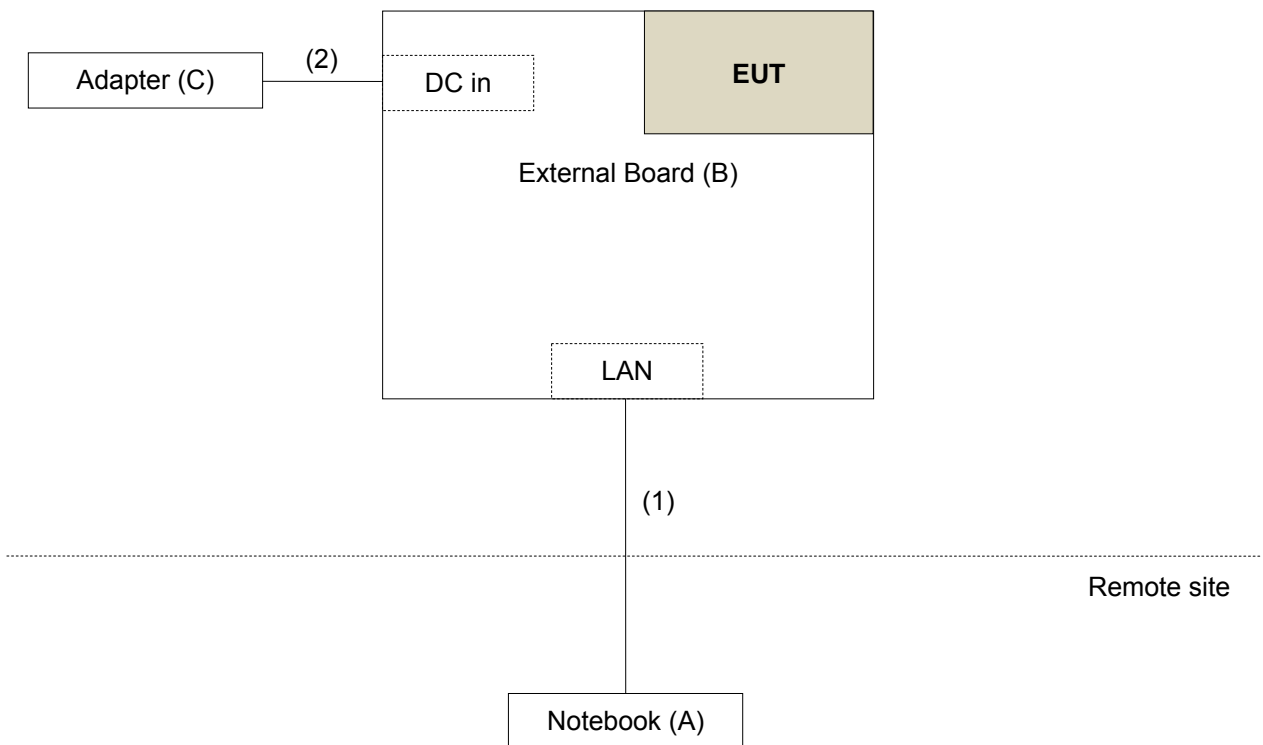 (2)
Adapter (C)
DC in
EUT
External Board (B)
LAN
(1)
Remote site
Notebook (A)